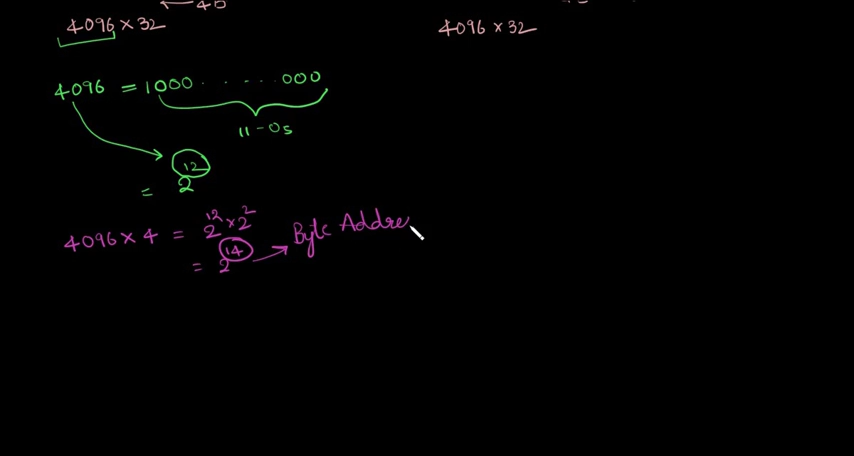 4096 × 32
4096 × 32
4096 = 1000 ...... 000
11-0s
= 2^12
4096 × 4 = 2^12 × 2^2
= 2^14 → Byte Addre